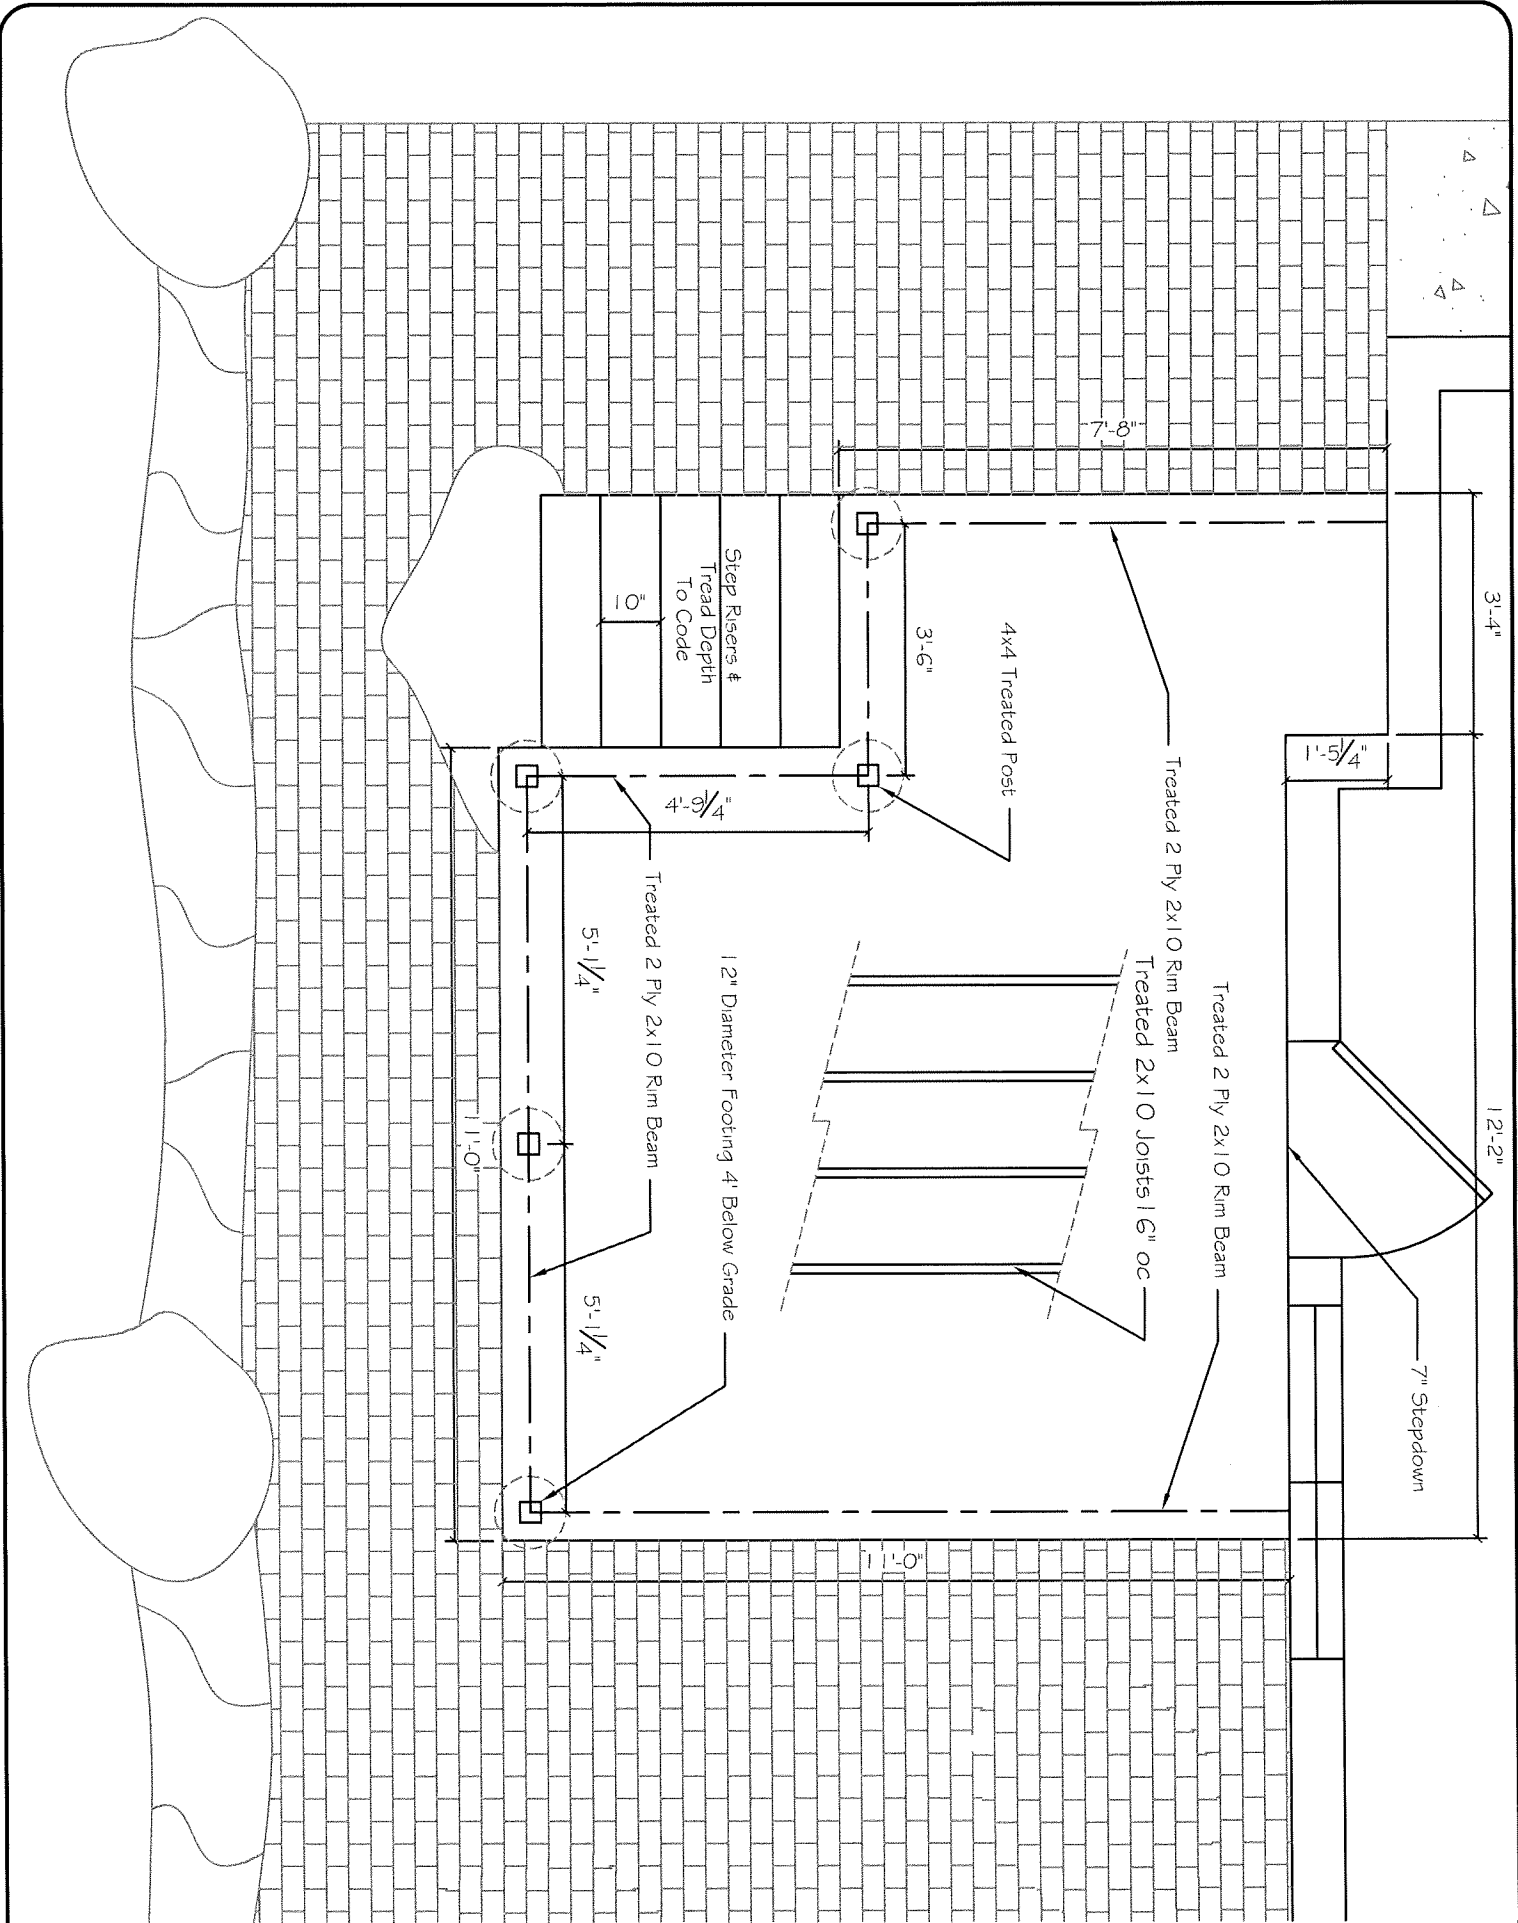 3'-4"
12'-2"
7" Stepdown
1'-5 1/4"
Treated 2 Ply 2x10 Rim Beam
Treated 2 Ply 2x10 Rim Beam
Treated 2x10 Joists 16" oc
7'-8"
4x4 Treated Post
3'-6"
11'-0"
Step Risers &
Tread Depth
To Code
10"
4'-9 1/4"
12" Diameter Footing 4' Below Grade
Treated 2 Ply 2x10 Rim Beam
5'-1 1/4"
5'-1 1/4"
11'-0"